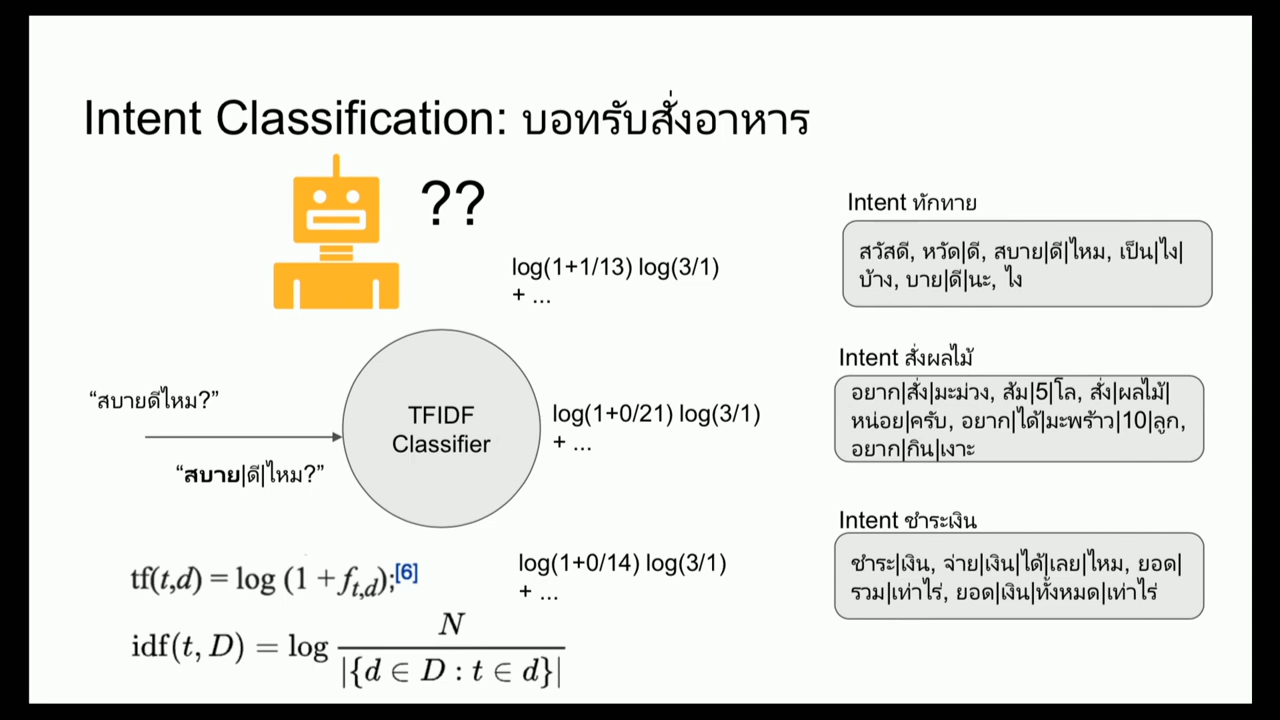 Intent Classification: บอทรับสั่งอาหาร
??
log(1+1/13) log(3/1)
+ ...
Intent ทักทาย
สวัสดี, หวัด|ดี, สบาย|ดี|ไหม, เป็น|ไง|
บ้าง, บาย|ดี|นะ, ไง
“สบายดีไหม?”
“สบาย|ดี|ไหม?”
TFIDF
Classifier
log(1+0/21) log(3/1)
+ ...
Intent สั่งผลไม้
อยาก|สั่ง|มะม่วง, สัม|5|โล, สั่ง|ผลไม้|
หน่อย|ครับ, อยาก|ได้|มะพร้าว|10|ลูก,
อยาก|กิน|เงาะ
log(1+0/14) log(3/1)
+ ...
Intent ชำระเงิน
ชำระ|เงิน, จ่าย|เงิน|ได้|เลย|ไหม, ยอด|
รวม|เท่าไร่, ยอด|เงิน|ทั้งหมด|เท่าไร่
tf(t,d) = log (1 + f_{t,d});[6]
idf(t, D) = log N / |{d ∈ D : t ∈ d}|